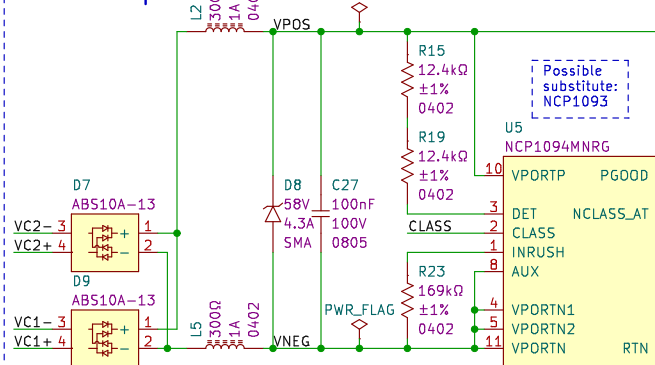 L2
300
1A
040
VPOS
R15
12.4kΩ
±1%
0402
Possible
substitute:
NCP1093
R19
12.4kΩ
±1%
0402
U5
NCP1094MNRG
10 VPORTP PGOOD
3 DET NCLASS_AT
CLASS 2 CLASS
1 INRUSH
8 AUX
4 VPORTN1
5 VPORTN2
11 VPORTN RTN
D8
58V
4.3A
SMA
C27
100nF
100V
0805
D7
ABS10A-13
VC2- 3 + 1
VC2+ 4 - 2
D9
ABS10A-13
VC1- 3 + 1
VC1+ 4 - 2
L5
300Ω
1A
0402
VNEG
PWR_FLAG
R23
169kΩ
±1%
0402